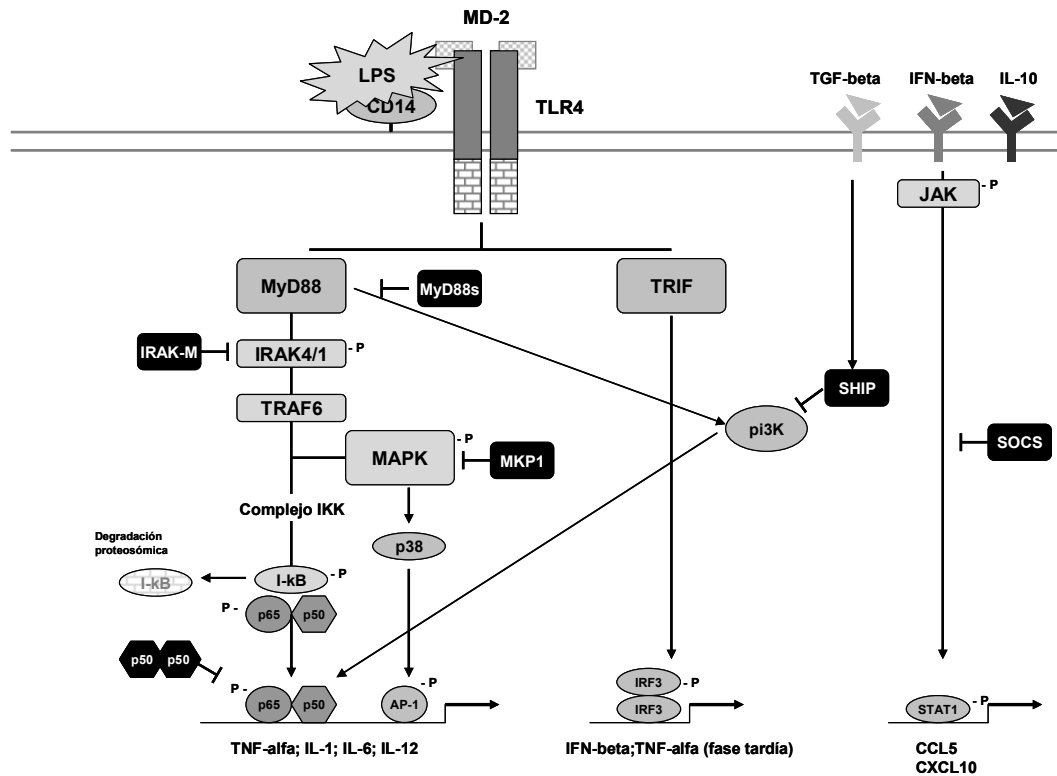 MD-2
LPS
CD14
TLR4
TGF-beta
IFN-beta
IL-10
JAK
- P
MyD88
MyD88s
TRIF
IRAK-M
IRAK4/1
- P
SHIP
TRAF6
pi3K
- P
MAPK
MKP1
SOCS
Complejo IKK
Degradación
proteosómica
p38
I-kB
I-kB
- P
P -
p65
p50
p50
p50
P -
p65
p50
- P
AP-1
IRF3
- P
IRF3
- P
STAT1
TNF-alfa; IL-1; IL-6; IL-12
IFN-beta;TNF-alfa (fase tardía)
CCL5
CXCL10